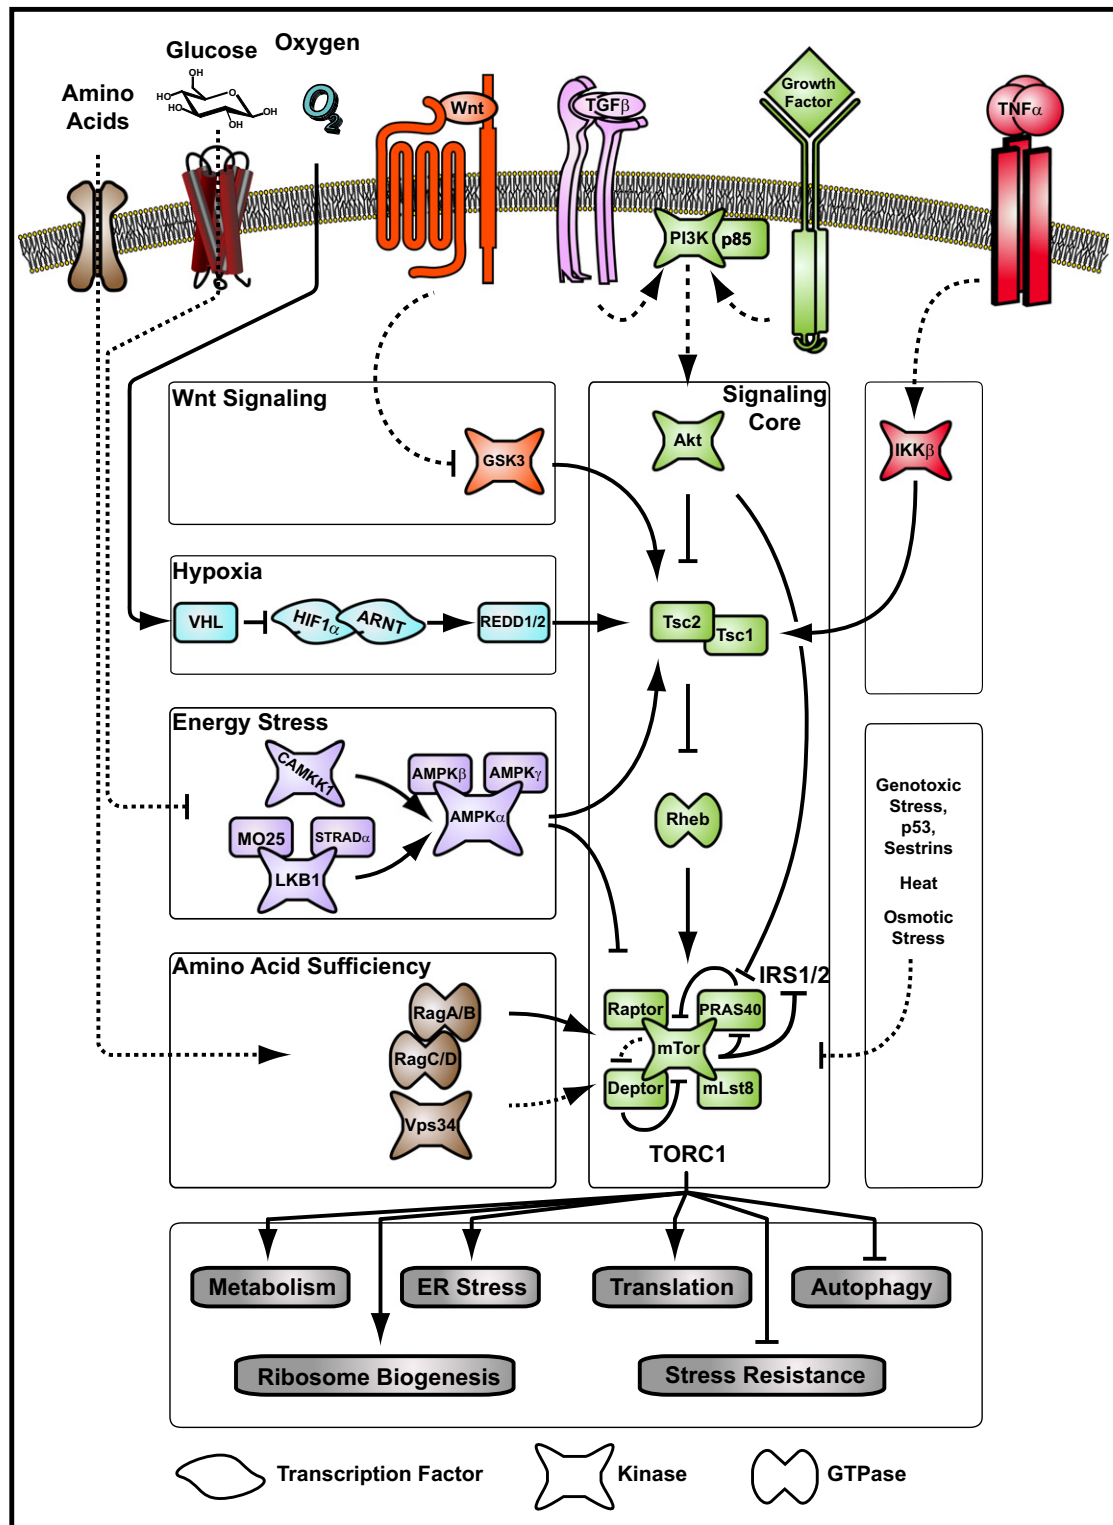 Glucose
Oxygen
Amino
Acids
OH
HO
HO
O
OH
OH
O2
Wnt
TGFβ
Growth
Factor
TNFα
PI3K
p85
Wnt Signaling
GSK3
Signaling
Core
Akt
IKKβ
Hypoxia
VHL
HIF1α
ARNT
REDD1/2
Tsc2
Tsc1
Energy Stress
CAMKK1
AMPKβ
AMPKγ
AMPKα
MO25
STRADα
LKB1
Rheb
Genotoxic
Stress,
p53,
Sestrins
Heat
Osmotic
Stress
Amino Acid Sufficiency
RagA/B
RagC/D
Vps34
IRS1/2
Raptor
PRAS40
mTor
Deptor
mLst8
TORC1
Metabolism
ER Stress
Translation
Autophagy
Ribosome Biogenesis
Stress Resistance
Transcription Factor
Kinase
GTPase